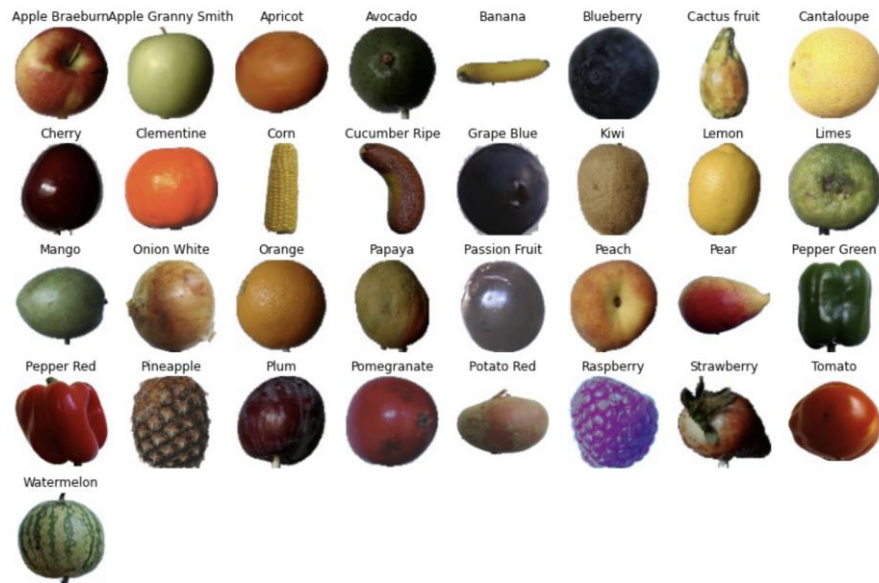 Apple Braeburn Apple Granny Smith Apricot Avocado Banana Blueberry Cactus fruit Cantaloupe
Cherry Clementine Corn Cucumber Ripe Grape Blue Kiwi Lemon Limes
Mango Onion White Orange Papaya Passion Fruit Peach Pear Pepper Green
Pepper Red Pineapple Plum Pomegranate Potato Red Raspberry Strawberry Tomato
Watermelon